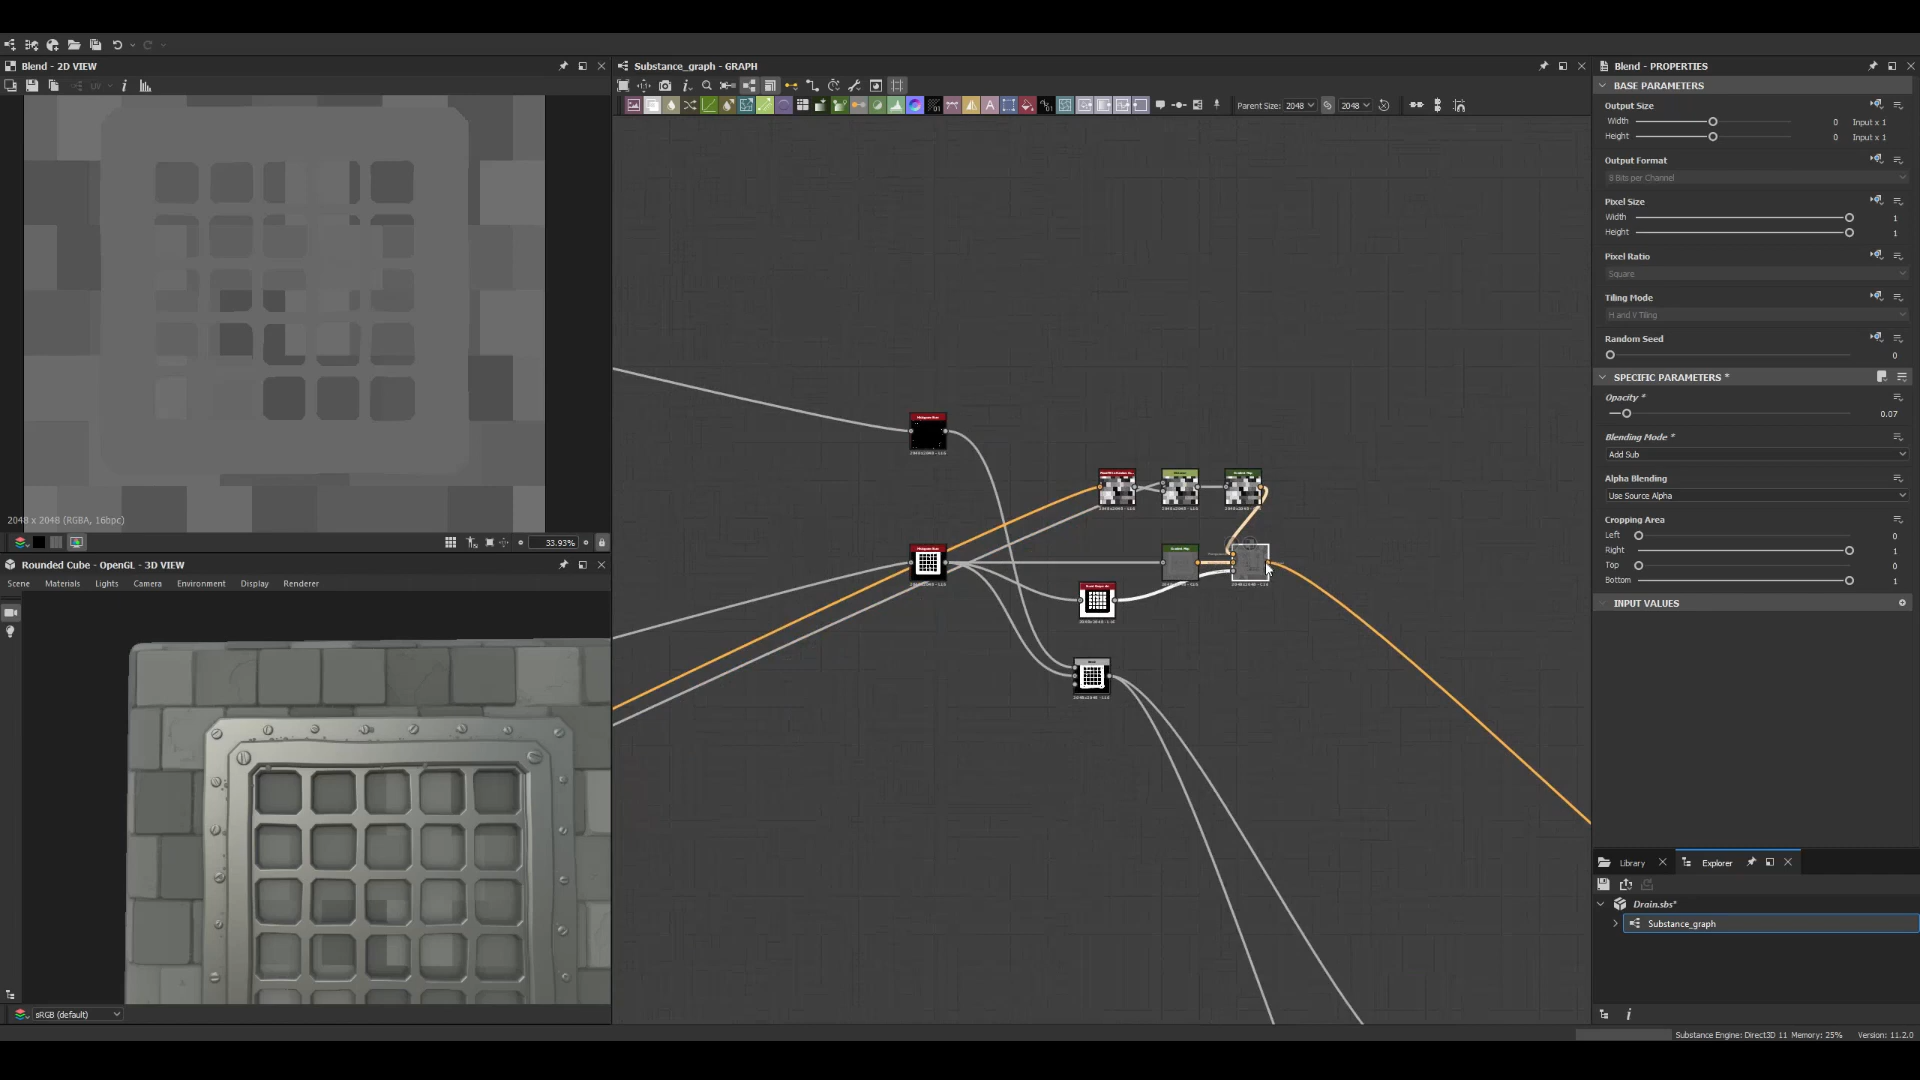 Blend - 2D VIEW
UV
2048 x 2048 (RGBA, 16bpc)
33.93%
Rounded Cube - OpenGL - 3D VIEW
Scene Materials Lights Camera Environment Display Renderer
sRGB (default)
Substance_graph - GRAPH
Parent Size: 2048 2048
Blend - PROPERTIES
BASE PARAMETERS
Output Size
Width 0 Input x 1
Height 0 Input x 1
Output Format
8 Bits per Channel
Pixel Size
Width 1
Height 1
Pixel Ratio
Square
Tiling Mode
H and V Tiling
Random Seed
0
SPECIFIC PARAMETERS *
Opacity *
0.07
Blending Mode *
Add Sub
Alpha Blending
Use Source Alpha
Cropping Area
Left 0
Right 1
Top 0
Bottom 1
INPUT VALUES
Library Explorer
Drain.sbs*
Substance_graph
Substance Engine: Direct3D 11 Memory: 25% Version: 11.2.0